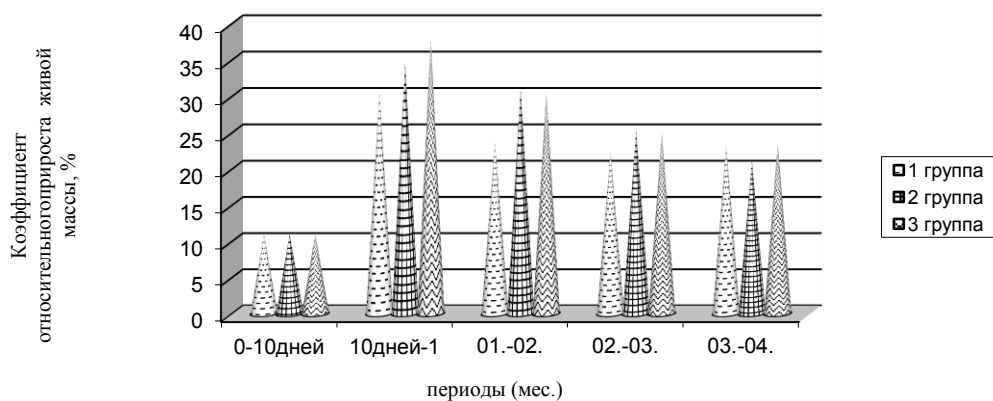 Коэффициент
относительногоприроста живой
массы, %
40
35
30
25
20
15
10
5
0
0-10дней 10дней-1 01.-02. 02.-03. 03.-04.
периоды (мес.)
1 группа
2 группа
3 группа